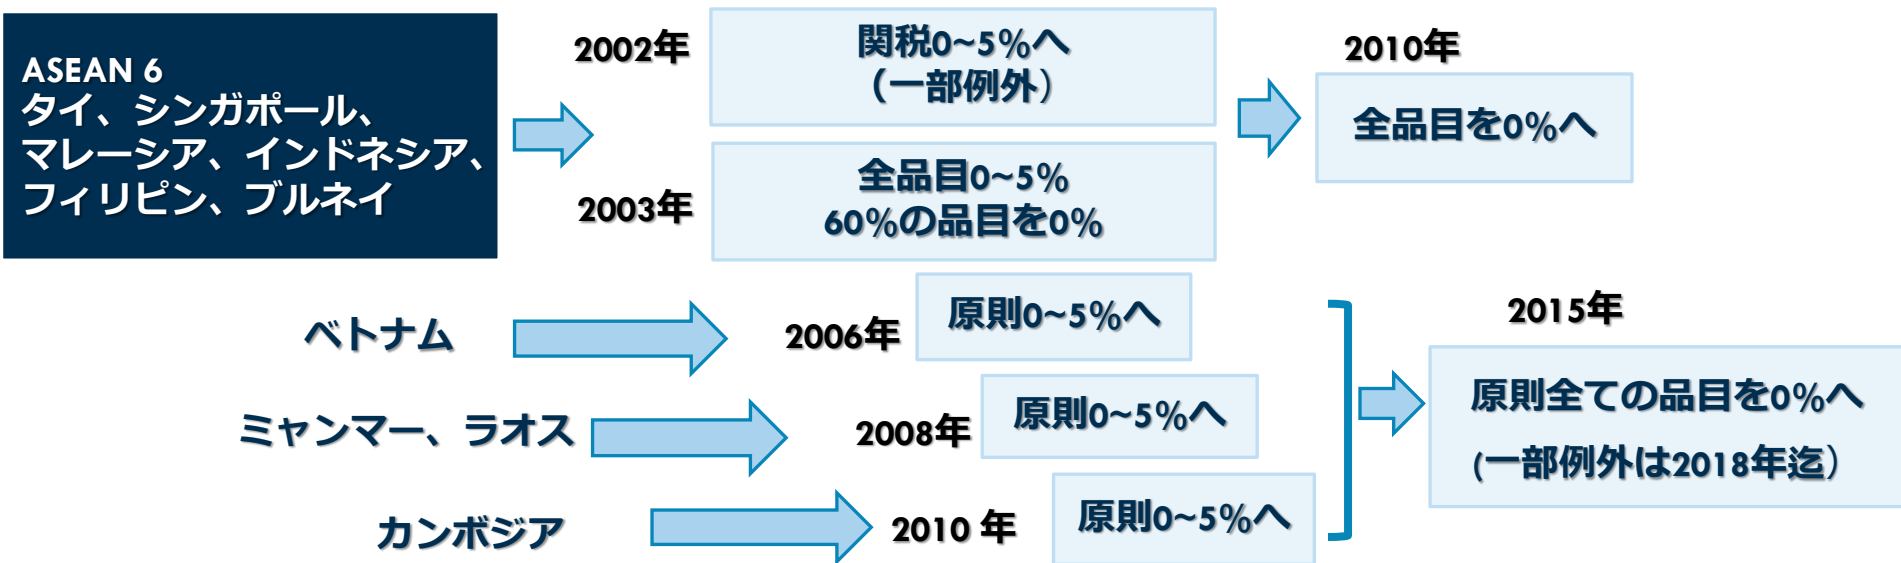 ASEAN 6
タイ、シンガポール、
マレーシア、インドネシア、
フィリピン、ブルネイ
2002年
関税0~5%へ
（一部例外）
2003年
全品目0~5%
60%の品目を0%
2010年
全品目を0%へ
ベトナム
2006年
原則0~5%へ
ミャンマー、ラオス
2008年
原則0~5%へ
カンボジア
2010 年
原則0~5%へ
2015年
原則全ての品目を0%へ
(一部例外は2018年迄）